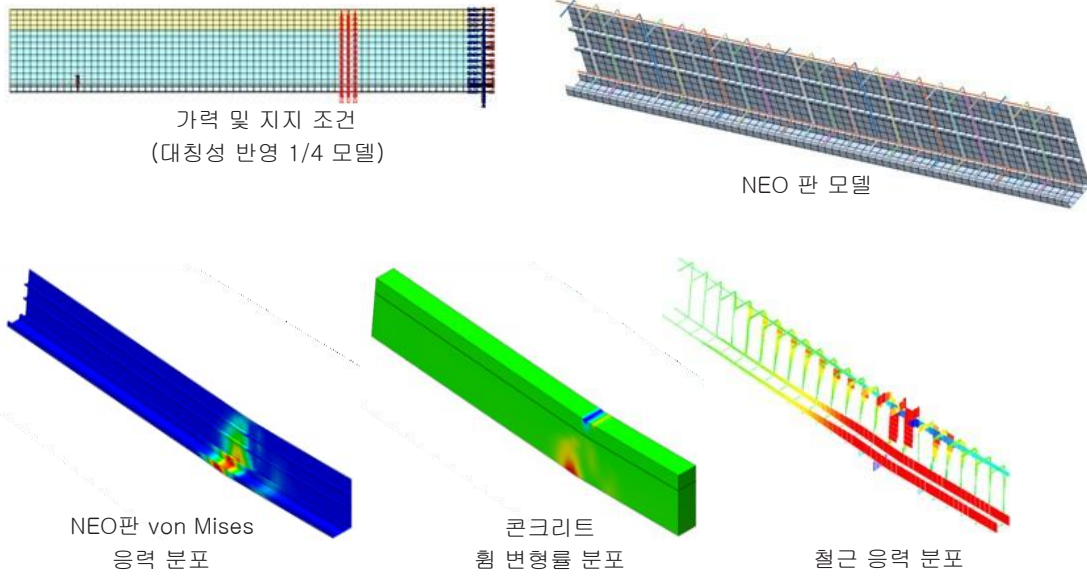 가력 및 지지 조건
(대칭성 반영 1/4 모델)
NEO 판 모델
NEO판 von Mises
응력 분포
콘크리트
휨 변형률 분포
철근 응력 분포